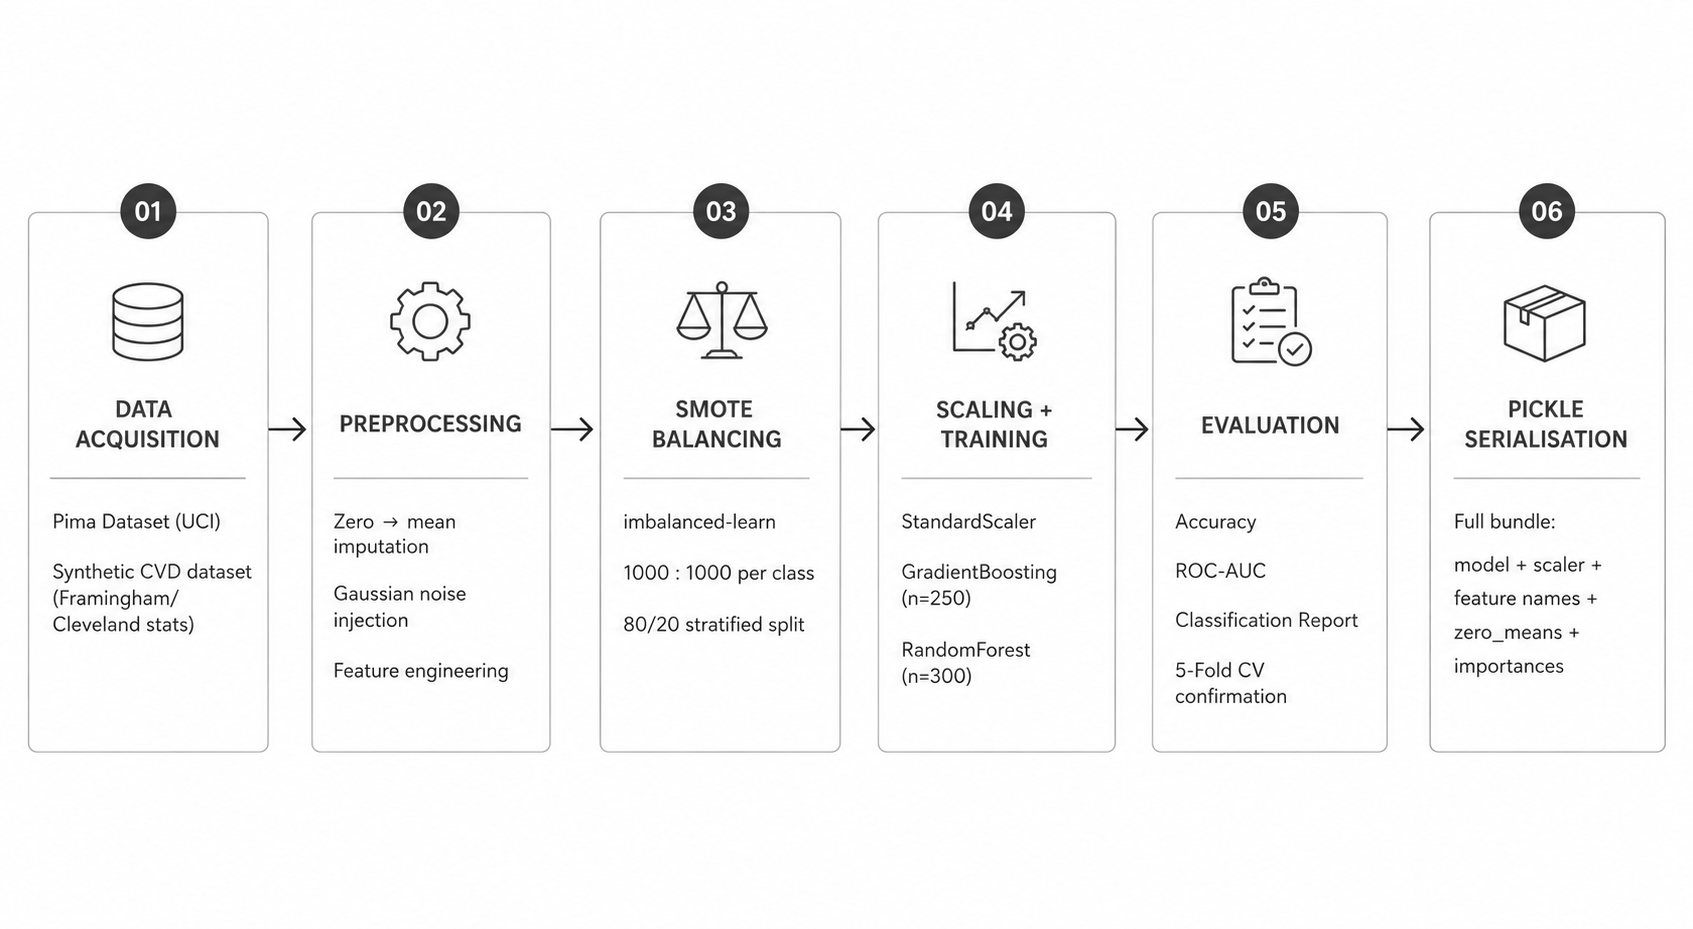 01
DATA
ACQUISITION
Pima Dataset (UCI)
Synthetic CVD dataset
(Framingham/
Cleveland stats)
02
PREPROCESSING
Zero → mean
imputation
Gaussian noise
injection
Feature engineering
03
SMOTE
BALANCING
imbalanced-learn
1000 : 1000 per class
80/20 stratified split
04
SCALING +
TRAINING
StandardScaler
GradientBoosting
(n=250)
RandomForest
(n=300)
05
EVALUATION
Accuracy
ROC-AUC
Classification Report
5-Fold CV
confirmation
06
PICKLE
SERIALISATION
Full bundle:
model + scaler +
feature names +
zero_means +
importances